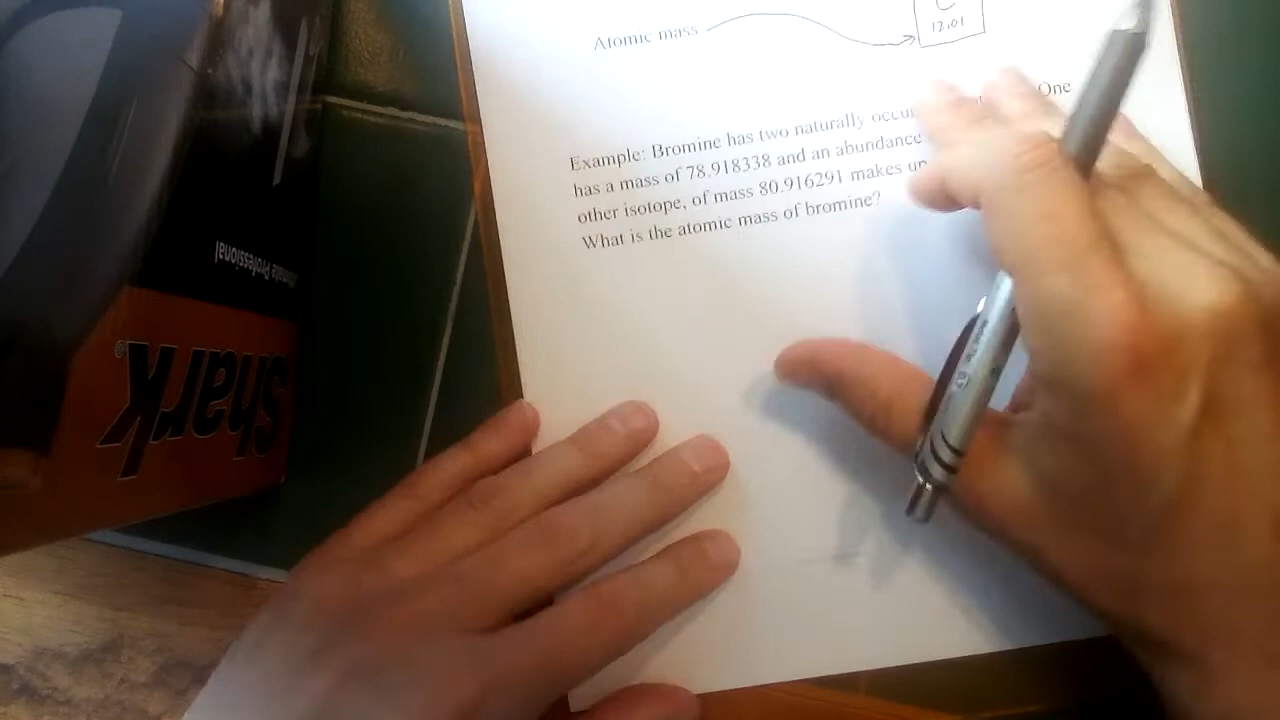 C
12.01
Atomic mass
Example: Bromine has two naturally One
has a mass of 78.918338 and an abundance
other isotope, of mass 80.916291 makes up
What is the atomic mass of bromine?
Professional
Shark